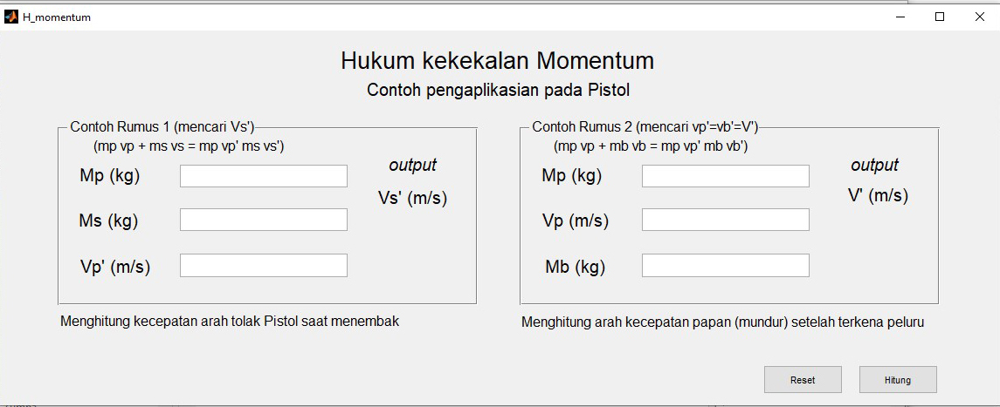 H_momentum
Hukum kekekalan Momentum
Contoh pengaplikasian pada Pistol
Contoh Rumus 1 (mencari Vs')
(mp vp + ms vs = mp vp' ms vs')
Mp (kg)
Ms (kg)
Vp' (m/s)
output
Vs' (m/s)
Menghitung kecepatan arah tolak Pistol saat menembak
Contoh Rumus 2 (mencari vp'=vb'=V')
(mp vp + mb vb = mp vp' mb vb')
Mp (kg)
Vp (m/s)
Mb (kg)
output
V' (m/s)
Menghitung arah kecepatan papan (mundur) setelah terkena peluru
Reset
Hitung